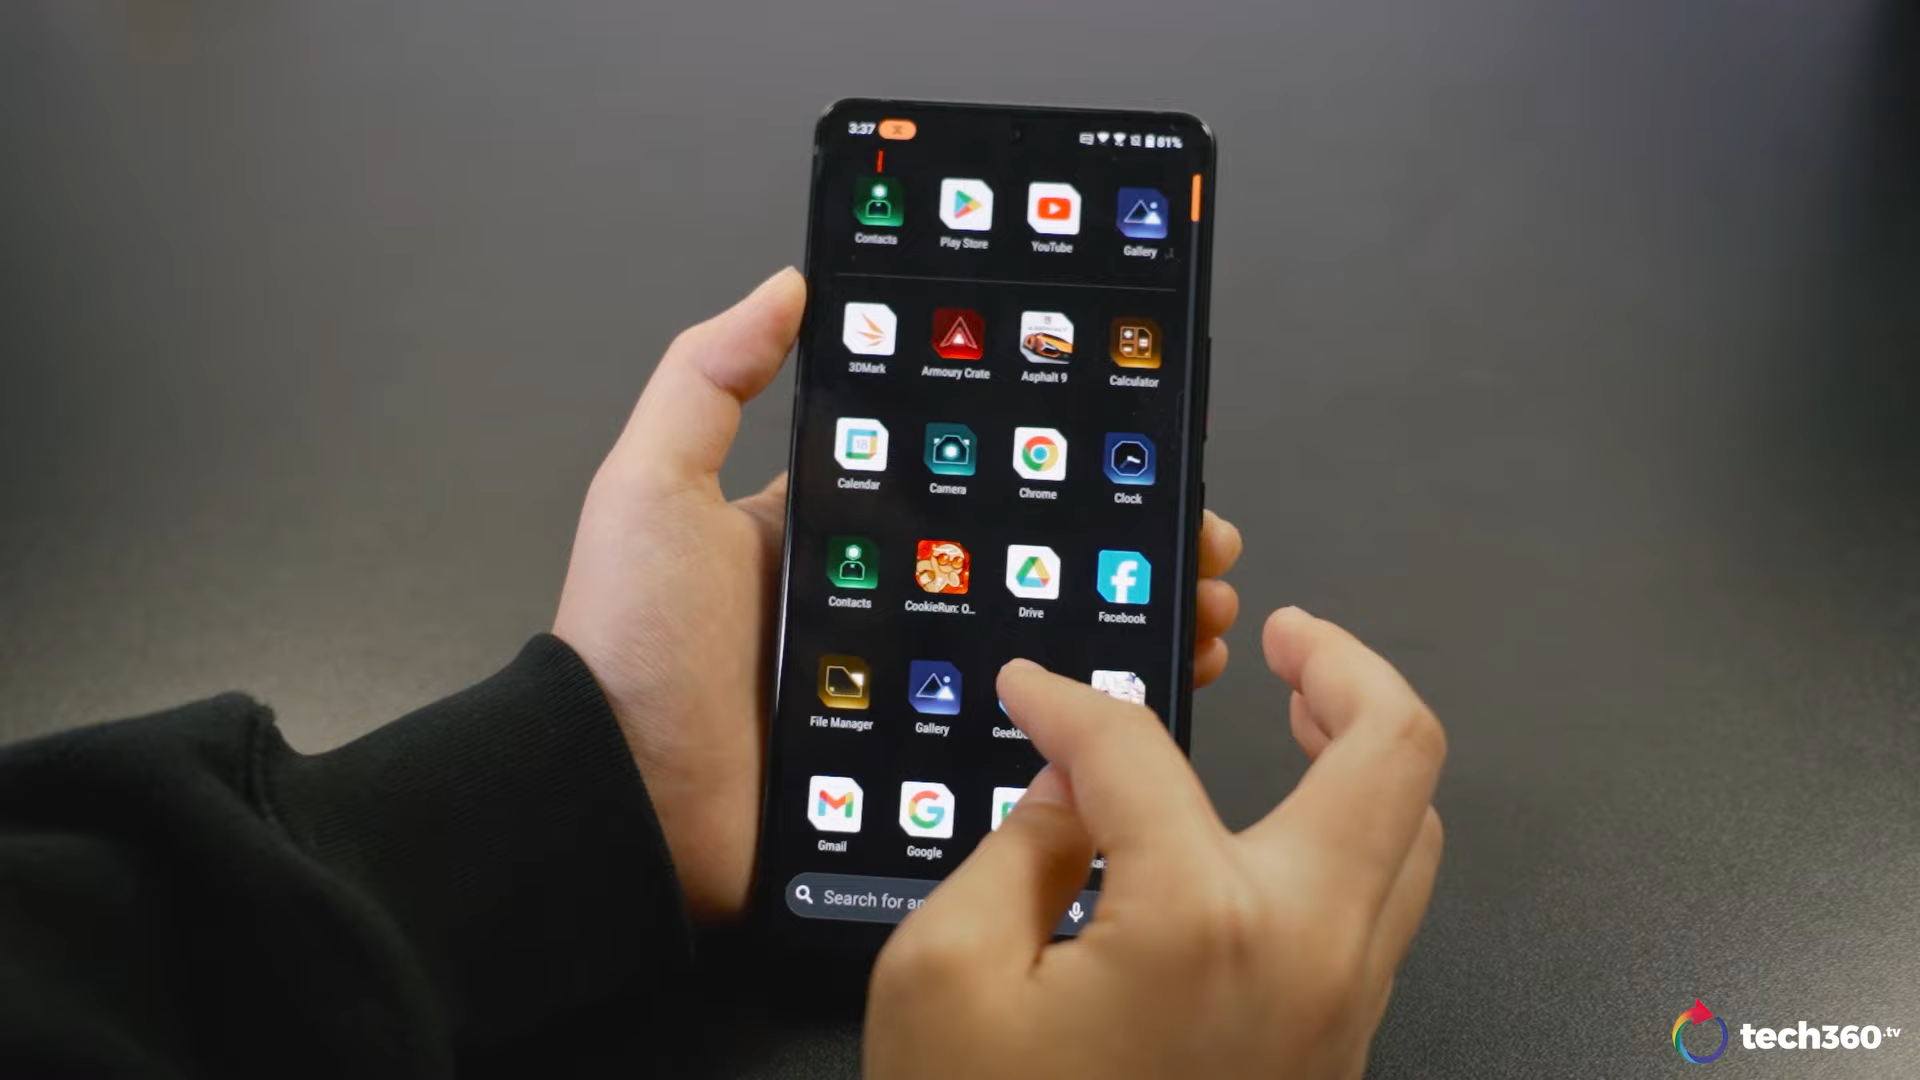 3:37
81%
Contacts Play Store YouTube Gallery
3DMark Armoury Crate Asphalt 9 Calculator
Calendar Camera Chrome Clock
Contacts CookieRun: O... Drive Facebook
File Manager Gallery
Gmail Google
Search for
tech360.tv